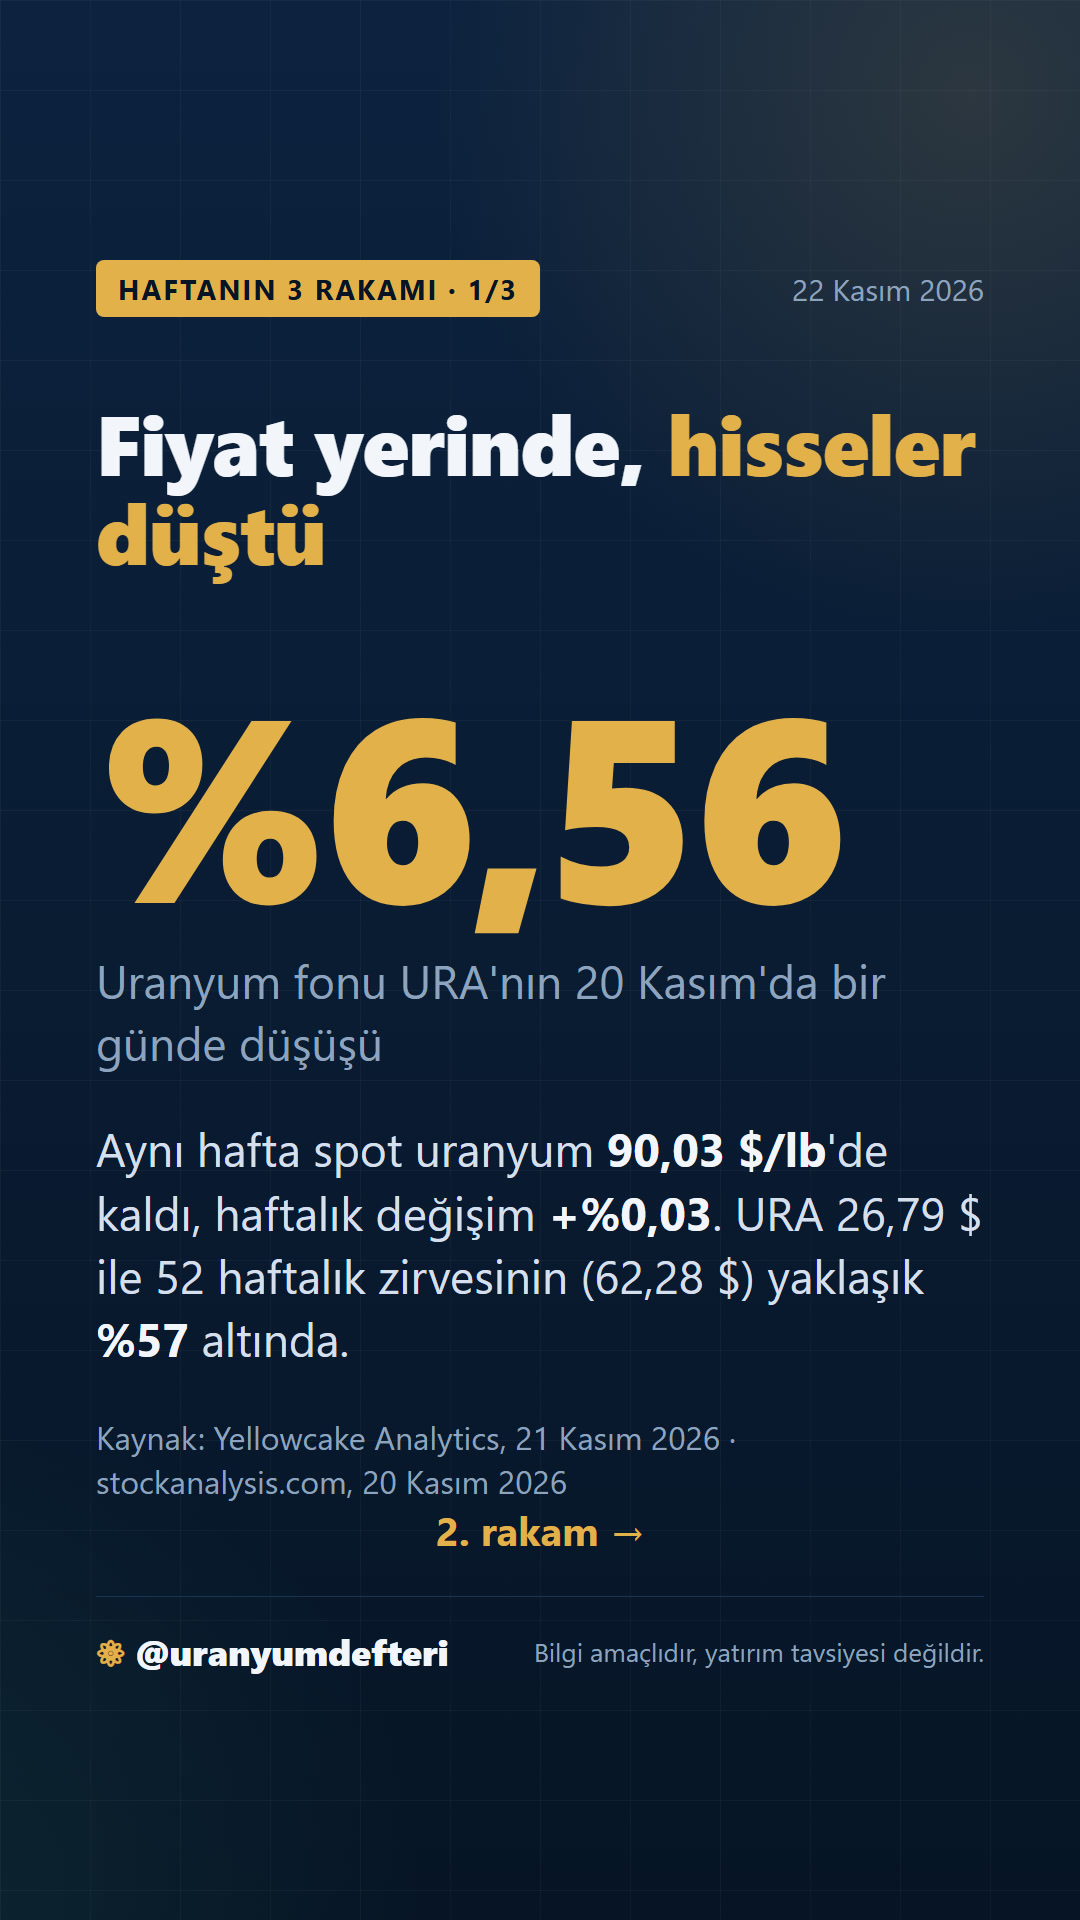 HAFTANIN 3 RAKAMI · 1/3
22 Kasım 2026
Fiyat yerinde, hisseler
düştü
%6,56
Uranyum fonu URA'nın 20 Kasım'da bir
günde düşüşü
Aynı hafta spot uranyum 90,03 $/lb'de
kaldı, haftalık değişim +%0,03. URA 26,79 $
ile 52 haftalık zirvesinin (62,28 $) yaklaşık
%57 altında.
Kaynak: Yellowcake Analytics, 21 Kasım 2026 ·
stockanalysis.com, 20 Kasım 2026
2. rakam →
@uranyumdefteri
Bilgi amaçlıdır, yatırım tavsiyesi değildir.